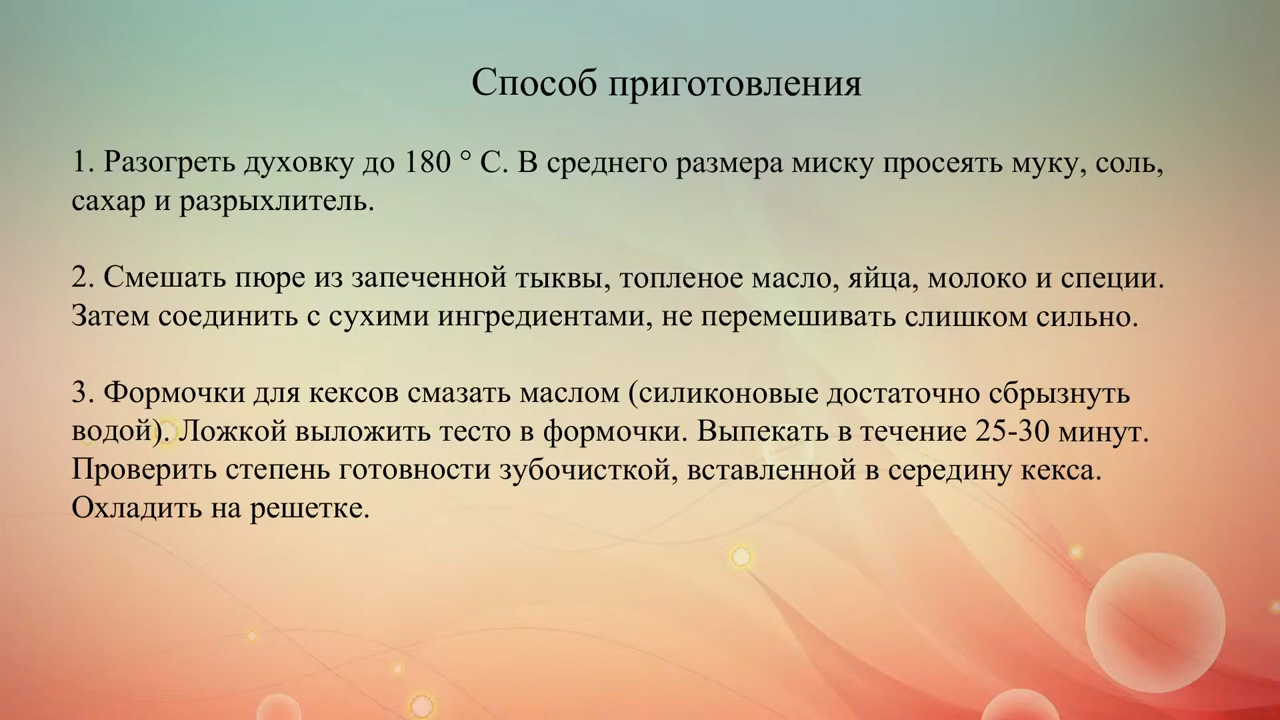 Способ приготовления
1. Разогреть духовку до 180 ° С. В среднего размера миску просеять муку, соль,
сахар и разрыхлитель.
2. Смешать пюре из запеченной тыквы, топленое масло, яйца, молоко и специи.
Затем соединить с сухими ингредиентами, не перемешивать слишком сильно.
3. Формочки для кексов смазать маслом (силиконовые достаточно сбрызнуть
водой). Ложкой выложить тесто в формочки. Выпекать в течение 25-30 минут.
Проверить степень готовности зубочисткой, вставленной в середину кекса.
Охладить на решетке.